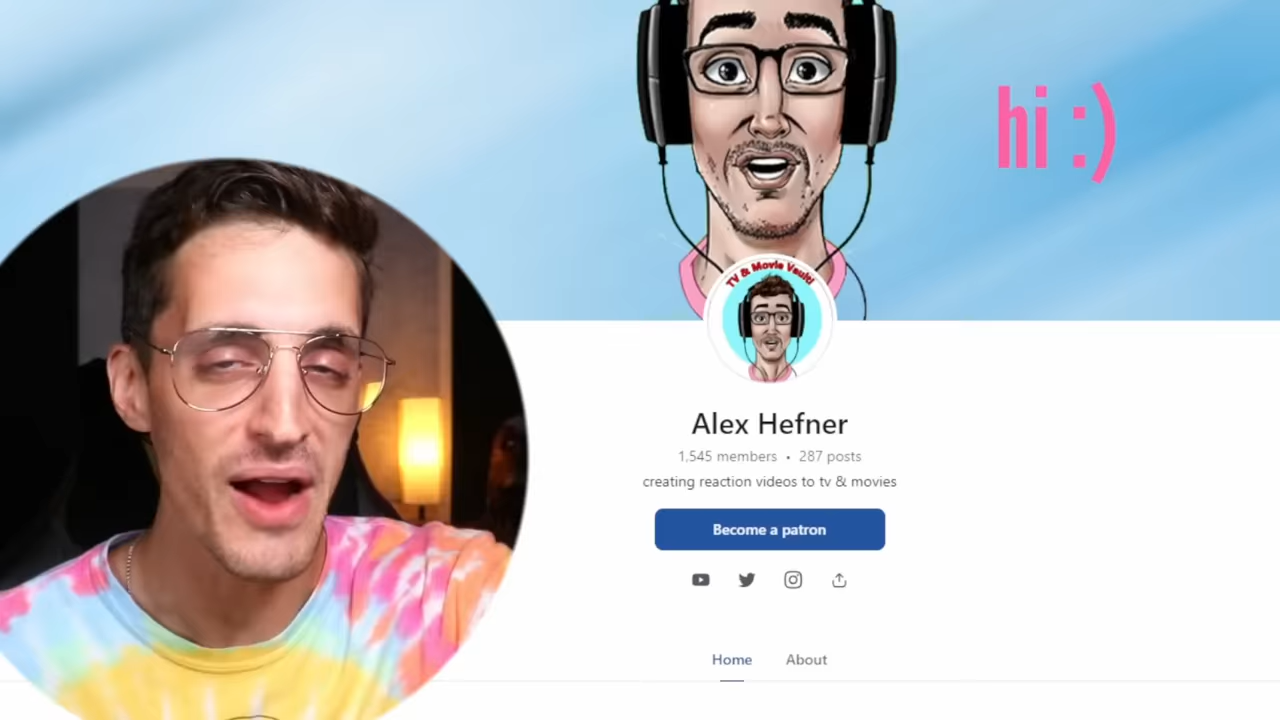 hi :)
TV & Movie Vault!
Alex Hefner
1,545 members • 287 posts
creating reaction videos to tv & movies
Become a patron
Home About